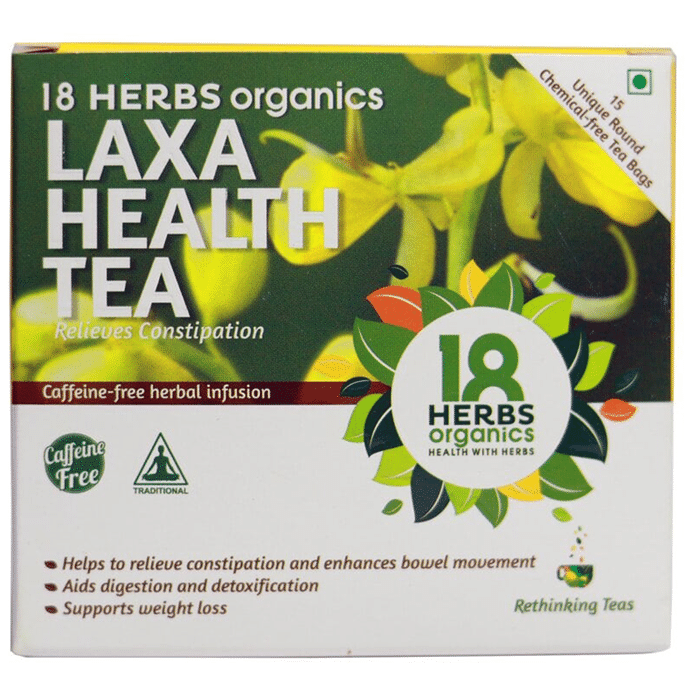 18 HERBS organics
LAXA
HEALTH
TEA
Relieves Constipation
Caffeine-free herbal infusion
15
Unique Round
Chemical-free Tea Bags
18
HERBS
organics
HEALTH WITH HERBS
Caffeine
Free
TRADITIONAL
Helps to relieve constipation and enhances bowel movement
Aids digestion and detoxification
Supports weight loss
Rethinking Teas